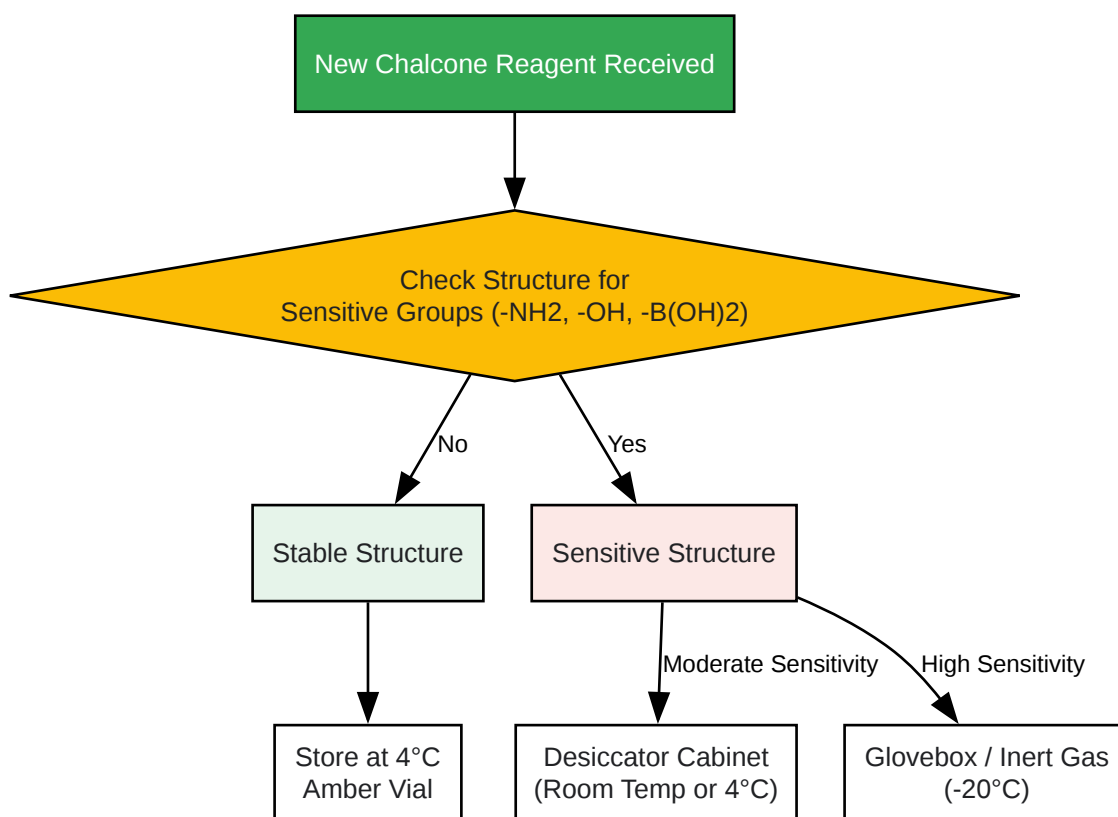 New Chalcone Reagent Received
Check Structure for
Sensitive Groups (-NH2, -OH, -B(OH)2)
No
Yes
Stable Structure
Sensitive Structure
Moderate Sensitivity
High Sensitivity
Store at 4°C
Amber Vial
Desiccator Cabinet
(Room Temp or 4°C)
Glovebox / Inert Gas
(-20°C)